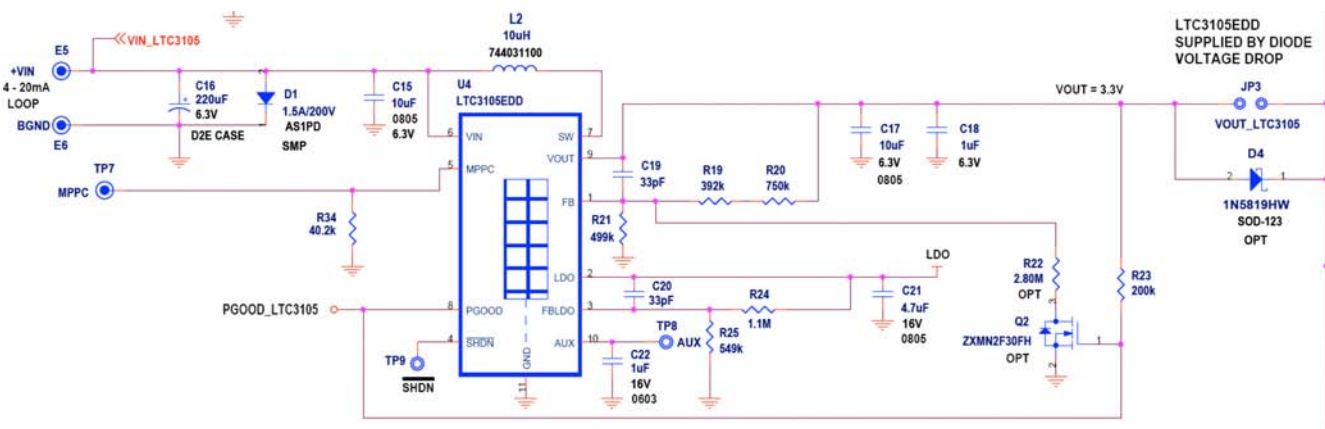 VIN_LTC3105
E5
+VIN
4 - 20mA
LOOP
BGND
E6
C16
220uF
6.3V
D2E CASE
2
D1
1.5A/200V
1
AS1PD
SMP
C15
10uF
0805
6.3V
L2
10uH
744031100
U4
LTC3105EDD
6
VIN
5
MPPC
8
PGOOD
4
SHDN
SW
7
VOUT
9
FB
1
LDO
2
FBLDO
3
AUX
10
GND
11
TP7
MPPC
R34
40.2k
PGOOD_LTC3105
TP9
SHDN
C19
33pF
R19
392k
R20
750k
R21
499k
C17
10uF
6.3V
0805
C18
1uF
6.3V
C20
33pF
R24
1.1M
R25
549k
LDO
C21
4.7uF
16V
0805
TP8
AUX
C22
1uF
16V
0603
VOUT = 3.3V
R22
2.80M
OPT
3
Q2
ZXMN2F30FH
OPT
1
2
R23
200k
LTC3105EDD
SUPPLIED BY DIODE
VOLTAGE DROP
JP3
VOUT_LTC3105
D4
2
1
1N5819HW
SOD-123
OPT